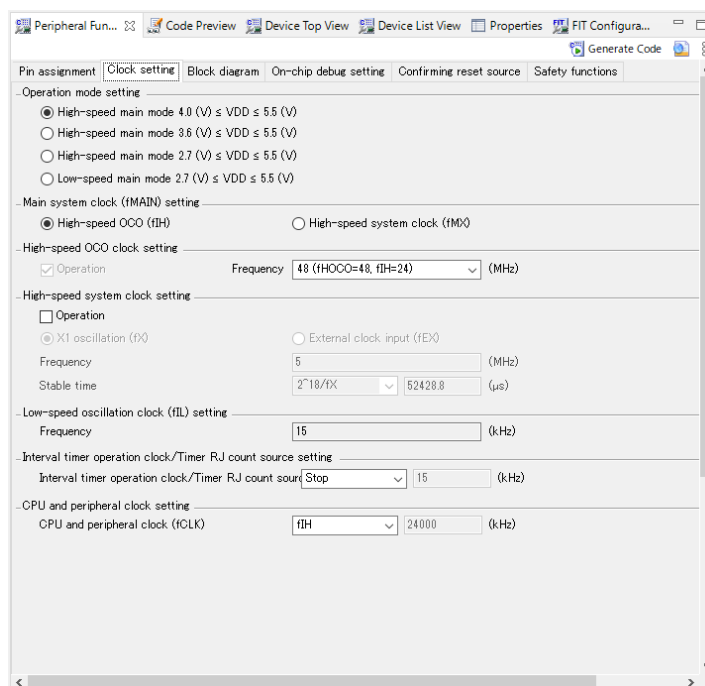 Peripheral Fun... Code Preview Device Top View Device List View Properties FIT Configura...
Generate Code
Pin assignment Clock setting Block diagram On-chip debug setting Confirming reset source Safety functions
Operation mode setting
High-speed main mode 4.0 (V) ≤ VDD ≤ 5.5 (V)
High-speed main mode 3.6 (V) ≤ VDD ≤ 5.5 (V)
High-speed main mode 2.7 (V) ≤ VDD ≤ 5.5 (V)
Low-speed main mode 2.7 (V) ≤ VDD ≤ 5.5 (V)
Main system clock (fMAIN) setting
High-speed OCO (fIH) High-speed system clock (fMX)
High-speed OCO clock setting
Operation Frequency 48 (fHOCO=48, fIH=24) (MHz)
High-speed system clock setting
Operation
X1 oscillation (fX) External clock input (fEX)
Frequency 5 (MHz)
Stable time 2^18/fX 52428.8 (μs)
Low-speed oscillation clock (fIL) setting
Frequency 15 (kHz)
Interval timer operation clock/Timer RJ count source setting
Interval timer operation clock/Timer RJ count sour Stop 15 (kHz)
CPU and peripheral clock setting
CPU and peripheral clock (fCLK) fIH 24000 (kHz)